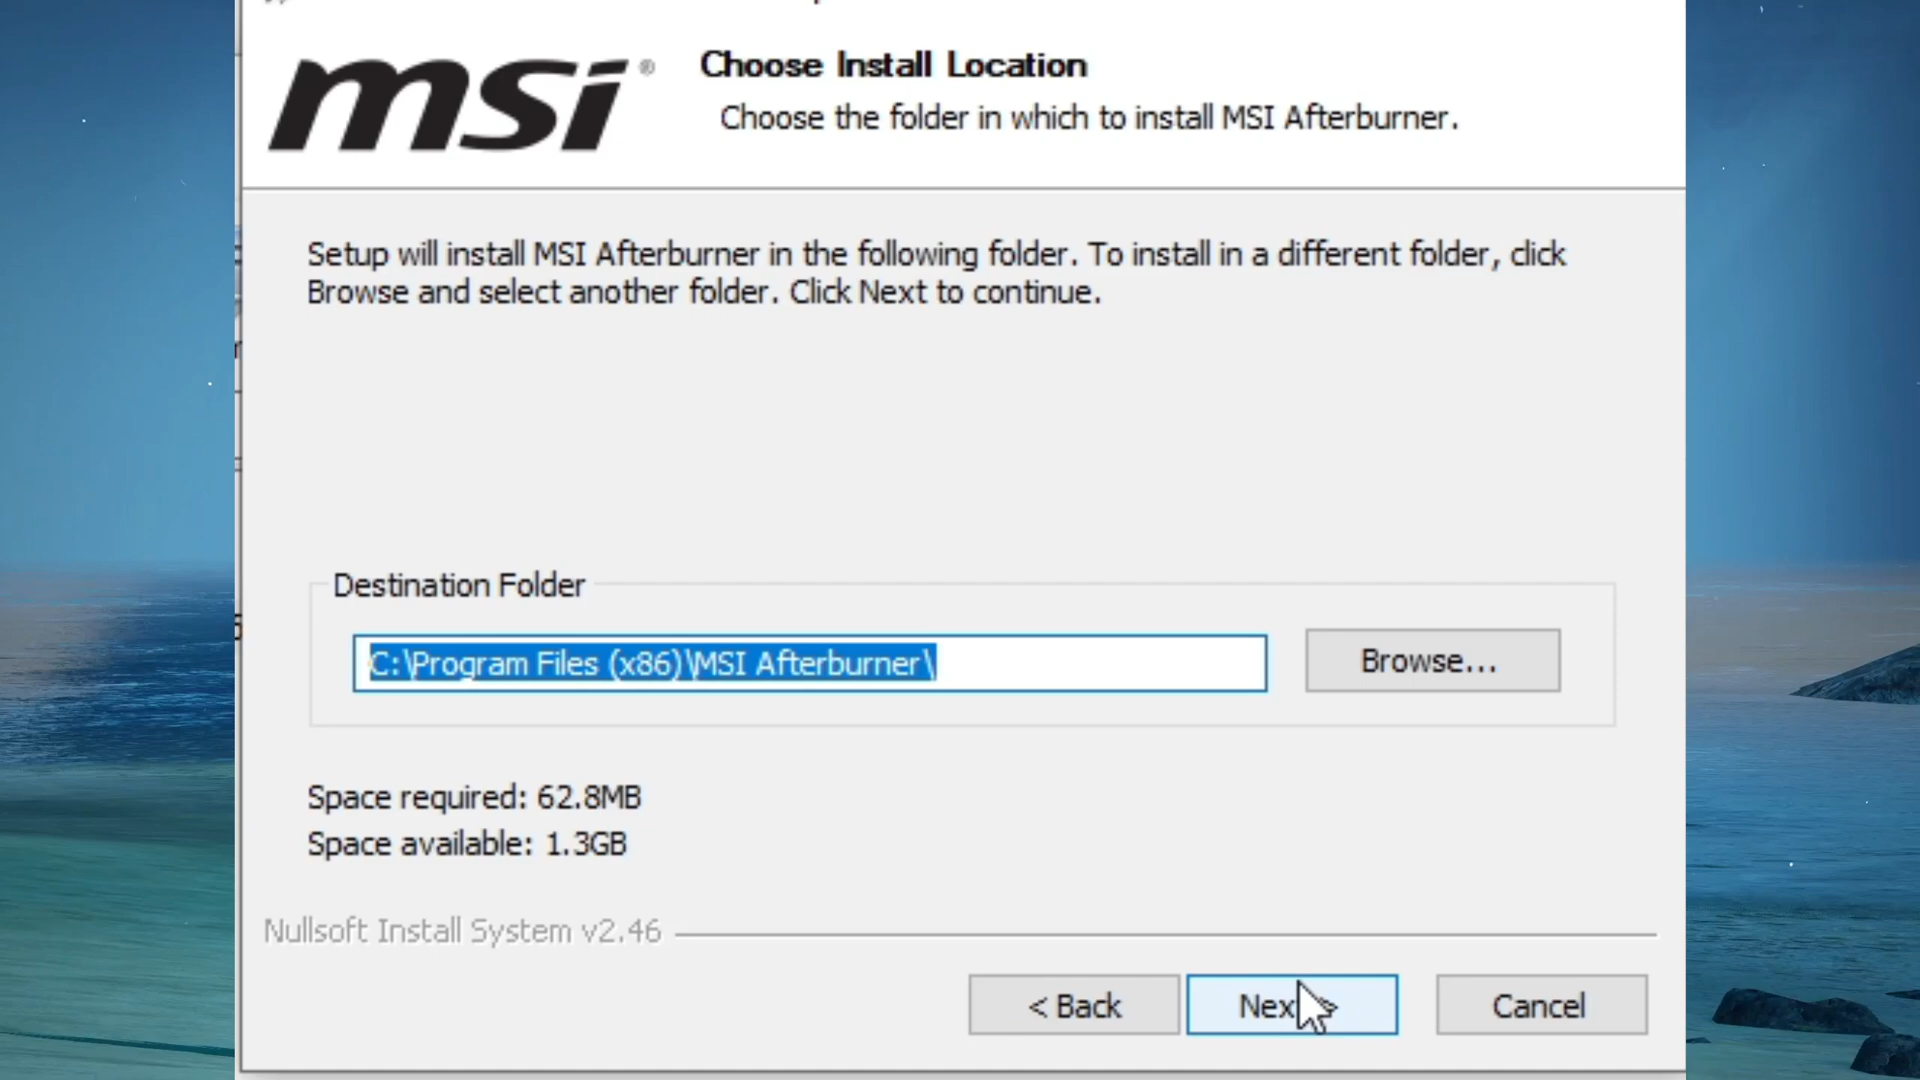 msi®
Choose Install Location
Choose the folder in which to install MSI Afterburner.
Setup will install MSI Afterburner in the following folder. To install in a different folder, click
Browse and select another folder. Click Next to continue.
Destination Folder
C:\Program Files (x86)\MSI Afterburner\
Browse...
Space required: 62.8MB
Space available: 1.3GB
Nullsoft Install System v2.46
< Back
Next >
Cancel